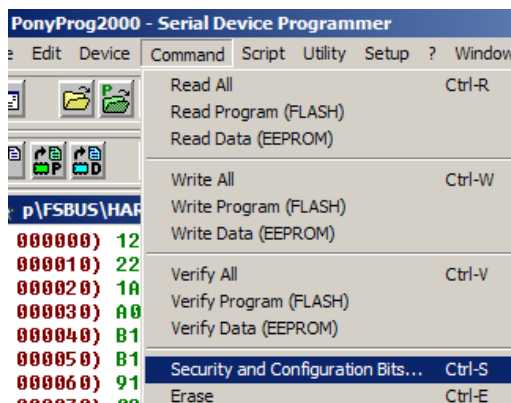 PonyProg2000 - Serial Device Programmer
Edit Device Command Script Utility Setup ? Window
Read All Ctrl-R
Read Program (FLASH)
Read Data (EEPROM)
P D
Write All Ctrl-W
p\FSBUS\HAR Write Program (FLASH)
000000) 12 Write Data (EEPROM)
000010) 22
000020) 1A Verify All Ctrl-V
000030) A0 Verify Program (FLASH)
000040) B1 Verify Data (EEPROM)
000050) B1 Security and Configuration Bits... Ctrl-S
000060) 91 Erase Ctrl-E